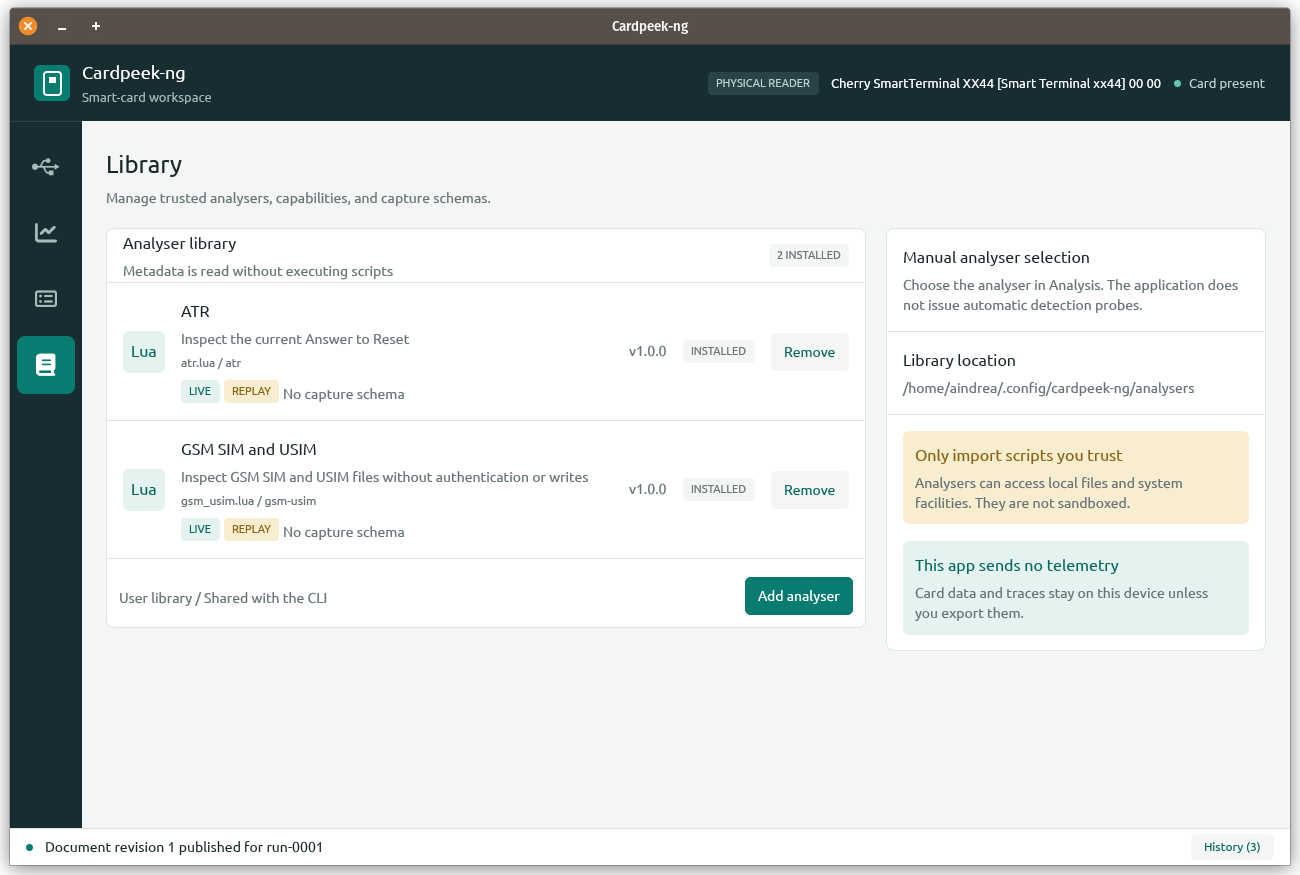 Cardpeek-ng
Cardpeek-ng
Smart-card workspace
PHYSICAL READER
Cherry SmartTerminal XX44 [Smart Terminal xx44] 00 00
Card present
Library
Manage trusted analysers, capabilities, and capture schemas.
Analyser library
Metadata is read without executing scripts
2 INSTALLED
Lua
ATR
Inspect the current Answer to Reset
atr.lua / atr
LIVE REPLAY No capture schema
v1.0.0
INSTALLED
Remove
Lua
GSM SIM and USIM
Inspect GSM SIM and USIM files without authentication or writes
gsm_usim.lua / gsm-usim
LIVE REPLAY No capture schema
v1.0.0
INSTALLED
Remove
User library / Shared with the CLI
Add analyser
Manual analyser selection
Choose the analyser in Analysis. The application does
not issue automatic detection probes.
Library location
/home/aindrea/.config/cardpeek-ng/analysers
Only import scripts you trust
Analysers can access local files and system
facilities. They are not sandboxed.
This app sends no telemetry
Card data and traces stay on this device unless
you export them.
Document revision 1 published for run-0001
History (3)